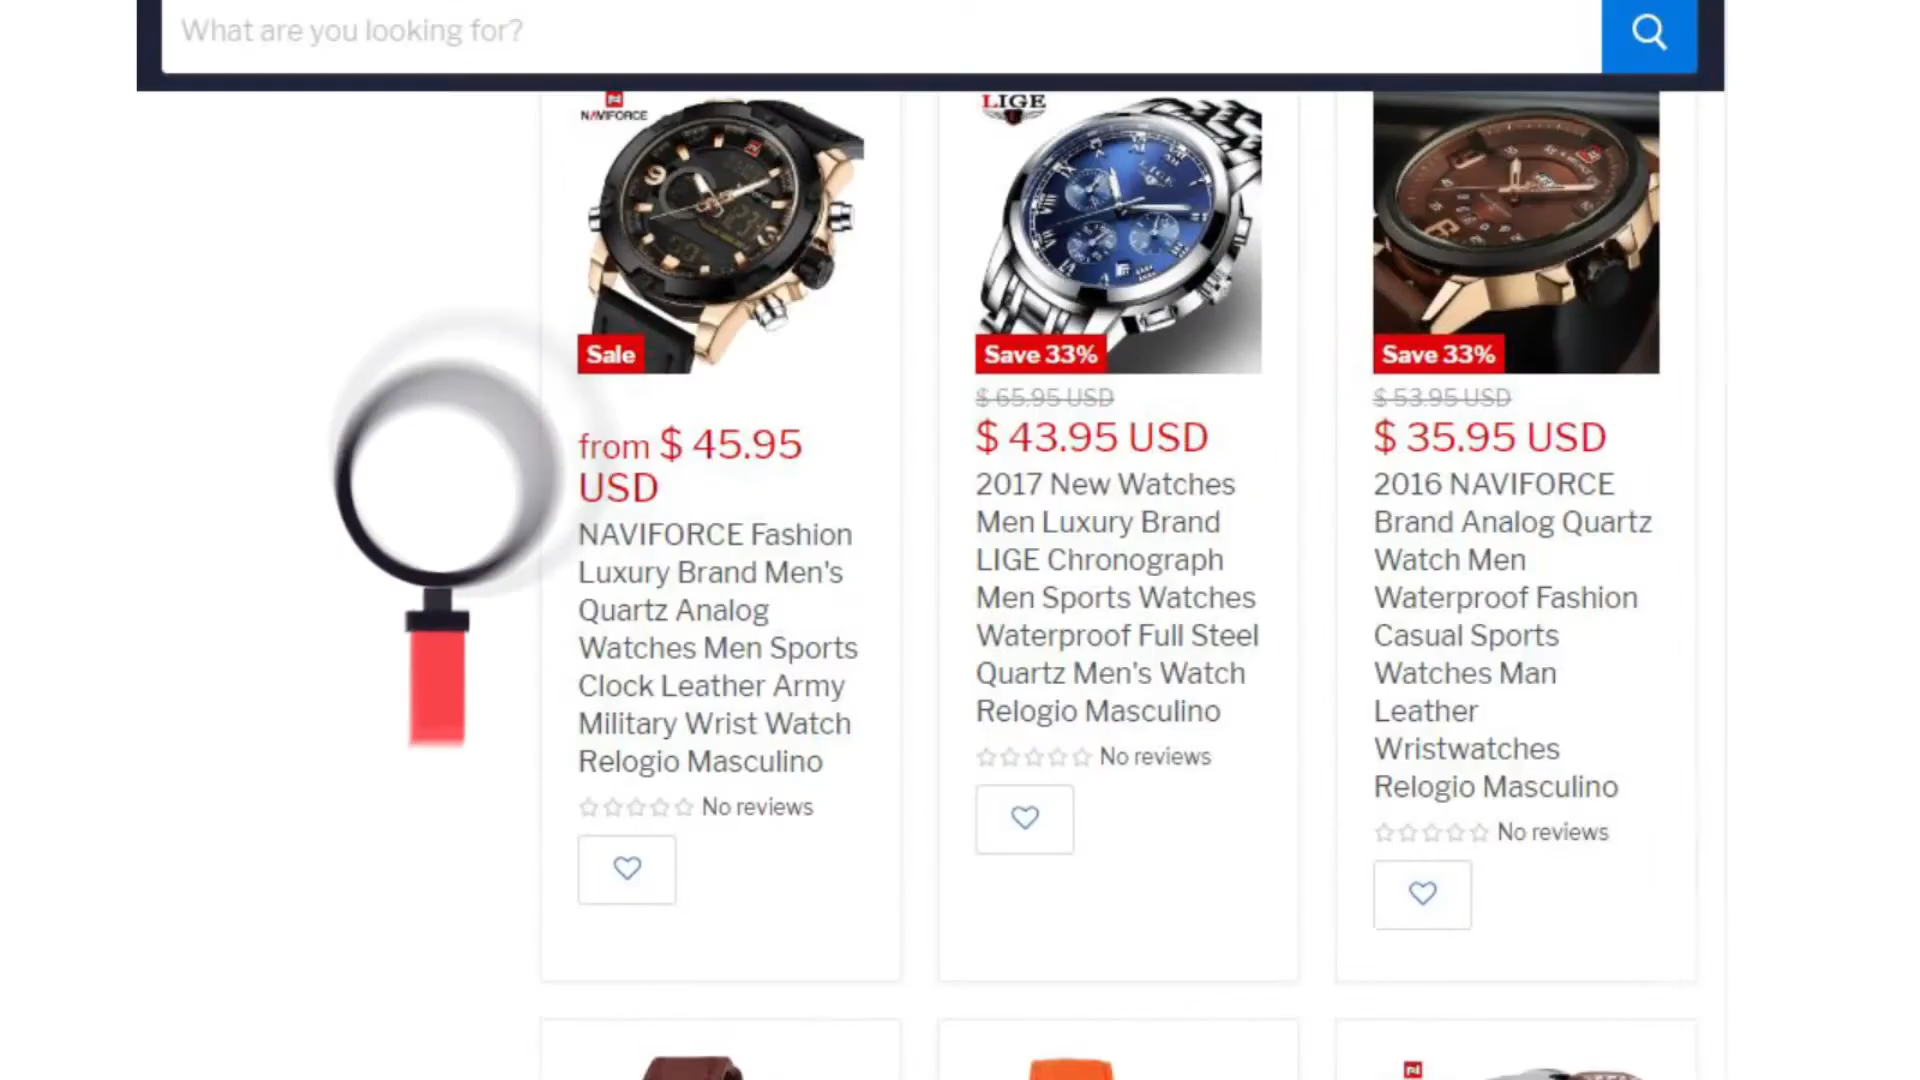 What are you looking for?
NAVIFORCE
LIGE
Sale
Save 33%
Save 33%
from $ 45.95
USD
NAVIFORCE Fashion
Luxury Brand Men's
Quartz Analog
Watches Men Sports
Clock Leather Army
Military Wrist Watch
Relogio Masculino
No reviews
$ 65.95 USD
$ 43.95 USD
2017 New Watches
Men Luxury Brand
LIGE Chronograph
Men Sports Watches
Waterproof Full Steel
Quartz Men's Watch
Relogio Masculino
No reviews
$ 53.95 USD
$ 35.95 USD
2016 NAVIFORCE
Brand Analog Quartz
Watch Men
Waterproof Fashion
Casual Sports
Watches Man
Leather
Wristwatches
Relogio Masculino
No reviews